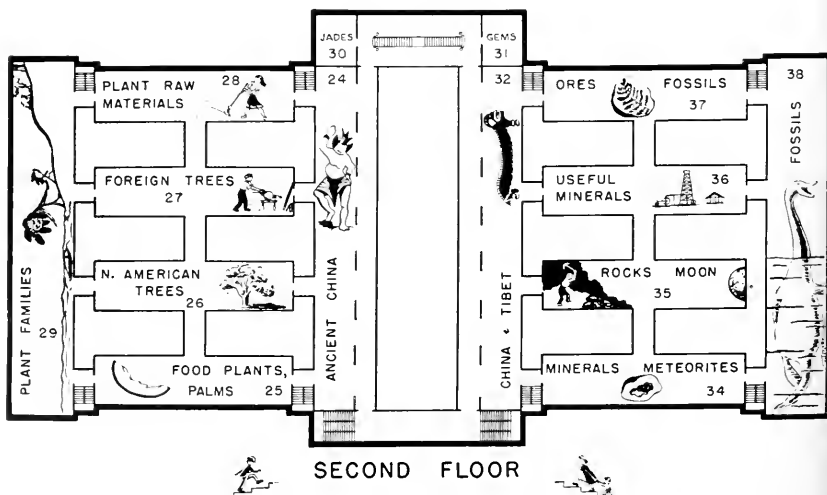 JADES
30
GEMS
31
24
32
PLANT RAW
MATERIALS
28
FOREIGN TREES
27
N. AMERICAN
TREES
26
FOOD PLANTS,
PALMS 25
PLANT FAMILIES
29
ANCIENT CHINA
CHINA & TIBET
ORES FOSSILS
37
USEFUL
MINERALS
36
ROCKS MOON
35
MINERALS METEORITES
34
38
FOSSILS
SECOND FLOOR